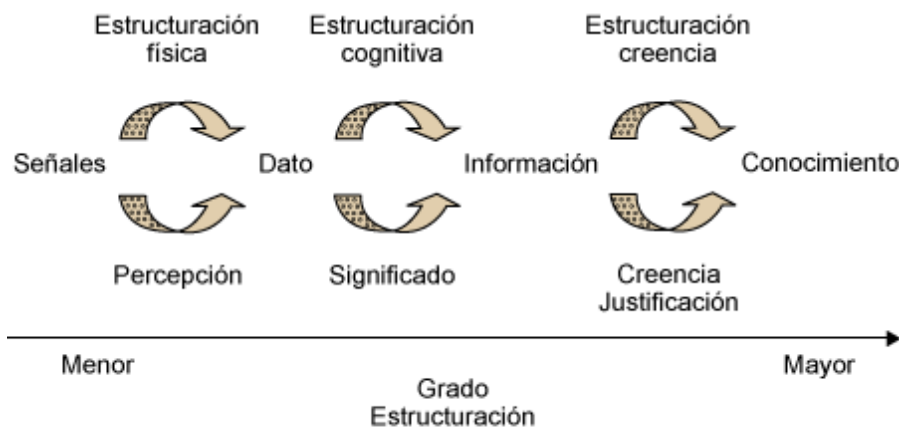 Estructuración
física
Estructuración
cognitiva
Estructuración
creencia
Señales
Dato
Información
Conocimiento
Percepción
Significado
Creencia
Justificación
Menor
Mayor
Grado
Estructuración